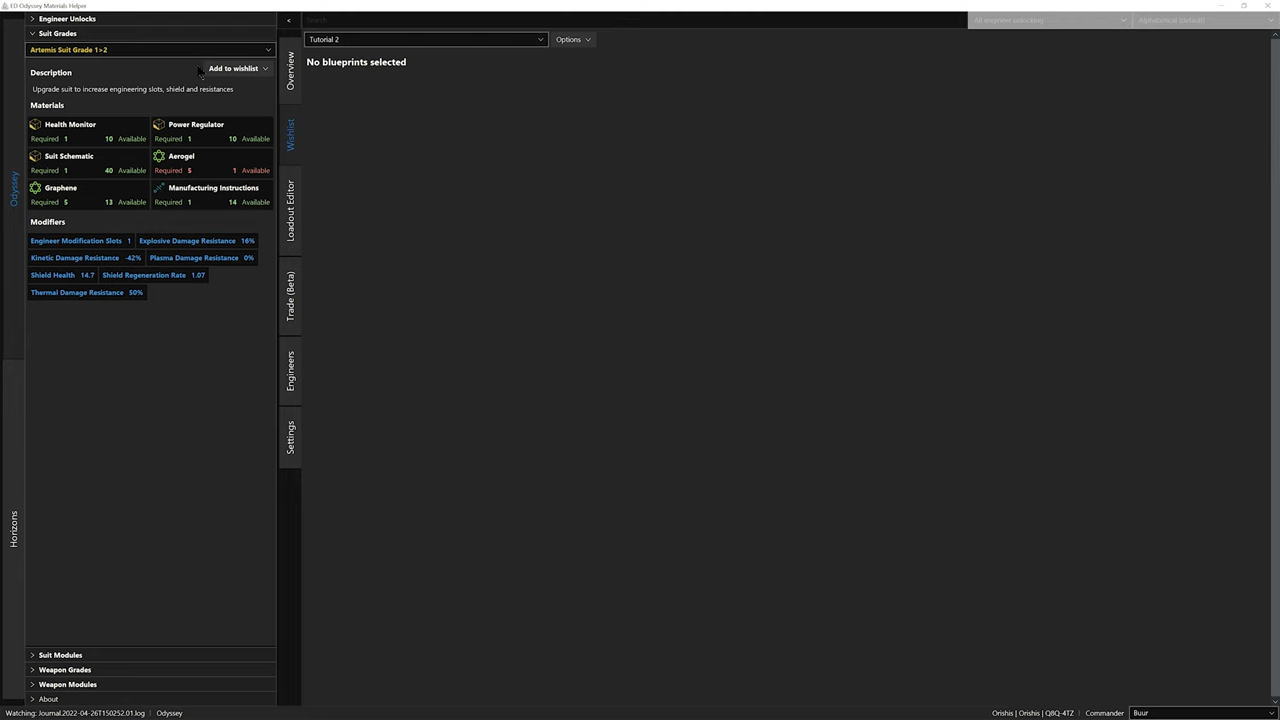 ED Odyssey Materials Helper
Engineer Unlocks
Suit Grades
Artemis Suit Grade 1>2
Description
Add to wishlist
Upgrade suit to increase engineering slots, shield and resistances
Materials
Health Monitor
Required 1 10 Available
Power Regulator
Required 1 10 Available
Suit Schematic
Required 1 40 Available
Aerogel
Required 5 1 Available
Graphene
Required 5 13 Available
Manufacturing Instructions
Required 1 14 Available
Modifiers
Engineer Modification Slots 1
Explosive Damage Resistance 16%
Kinetic Damage Resistance -42%
Plasma Damage Resistance 0%
Shield Health 14.7
Shield Regeneration Rate 1.07
Thermal Damage Resistance 50%
Suit Modules
Weapon Grades
Weapon Modules
About
Odyssey
Horizons
<
Overview
Wishlist
Loadout Editor
Trade (Beta)
Engineers
Settings
Search
All engineer unlocking
Alphabetical (default)
Tutorial 2
Options
No blueprints selected
Watching: Journal.2022-04-26T150252.01.log
Odyssey
Orishis | Orishis | Q8Q-4TZ
Commander
Buur